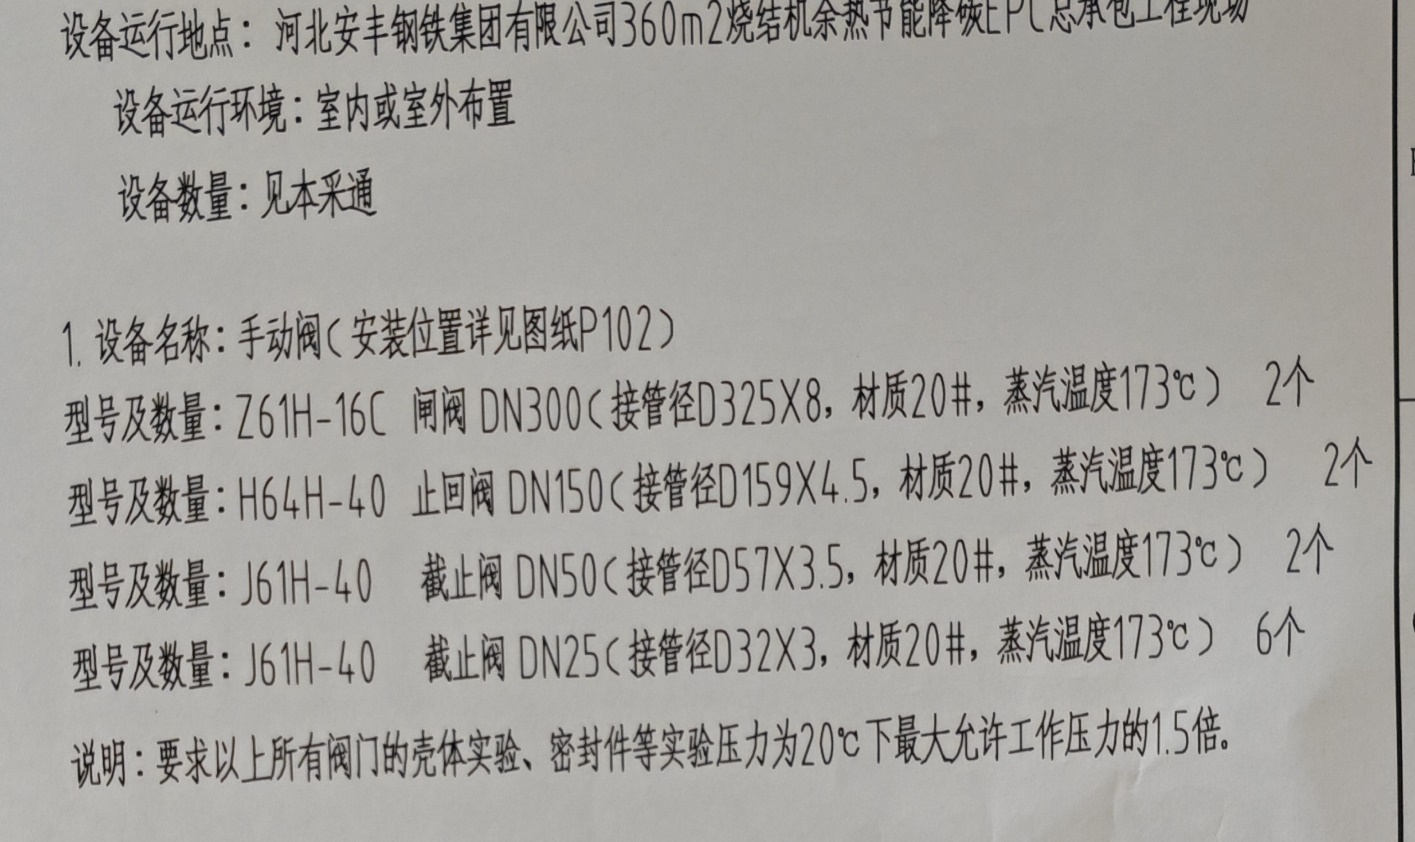 设备运行地点：河北安丰钢铁集团有限公司360m2烧结机余热节能降碳EPC总承包工程现场
设备运行环境：室内或室外布置
设备数量：见本采通
1. 设备名称：手动阀（安装位置详见图纸P102）
型号及数量：Z61H-16C 闸阀 DN300（接管径D325X8，材质20#，蒸汽温度173℃） 2个
型号及数量：H64H-40 止回阀 DN150（接管径D159X4.5，材质20#，蒸汽温度173℃） 2个
型号及数量：J61H-40 截止阀 DN50（接管径D57X3.5，材质20#，蒸汽温度173℃） 2个
型号及数量：J61H-40 截止阀 DN25（接管径D32X3，材质20#，蒸汽温度173℃） 6个
说明：要求以上所有阀门的壳体实验、密封件等实验压力为20℃下最大允许工作压力的1.5倍。